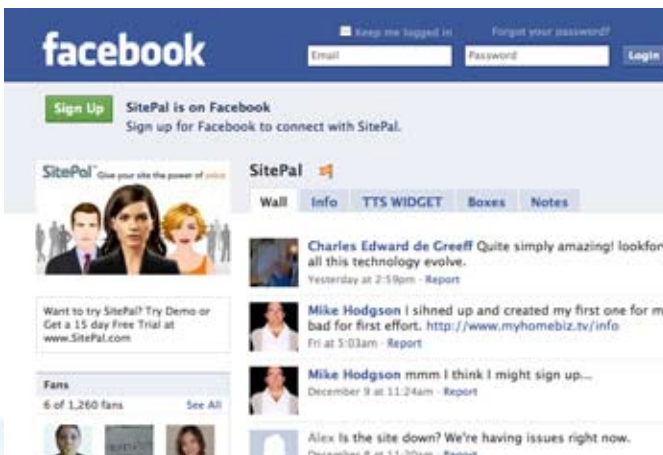 facebook
Keep me logged in
Forgot your password?
Email
Password
Login
Sign Up
SitePal is on Facebook
Sign up for Facebook to connect with SitePal.
SitePal Give your site the power of voice
SitePal
Wall Info TTS WIDGET Boxes Notes
Charles Edward de Greeff Quite simply amazing! lookfor
all this technology evolve.
Yesterday at 2:59pm · Report
Want to try SitePal? Try Demo or
Get a 15 day Free Trial at
www.SitePal.com
Mike Hodgson I sihned up and created my first one for m
bad for first effort. http://www.myhomebiz.tv/info
Fri at 5:03am · Report
Fans
6 of 1,260 fans See All
Mike Hodgson mmm I think I might sign up...
December 9 at 11:24am · Report
Alex Is the site down? We're having issues right now.
December 8 at 11:20am · Report